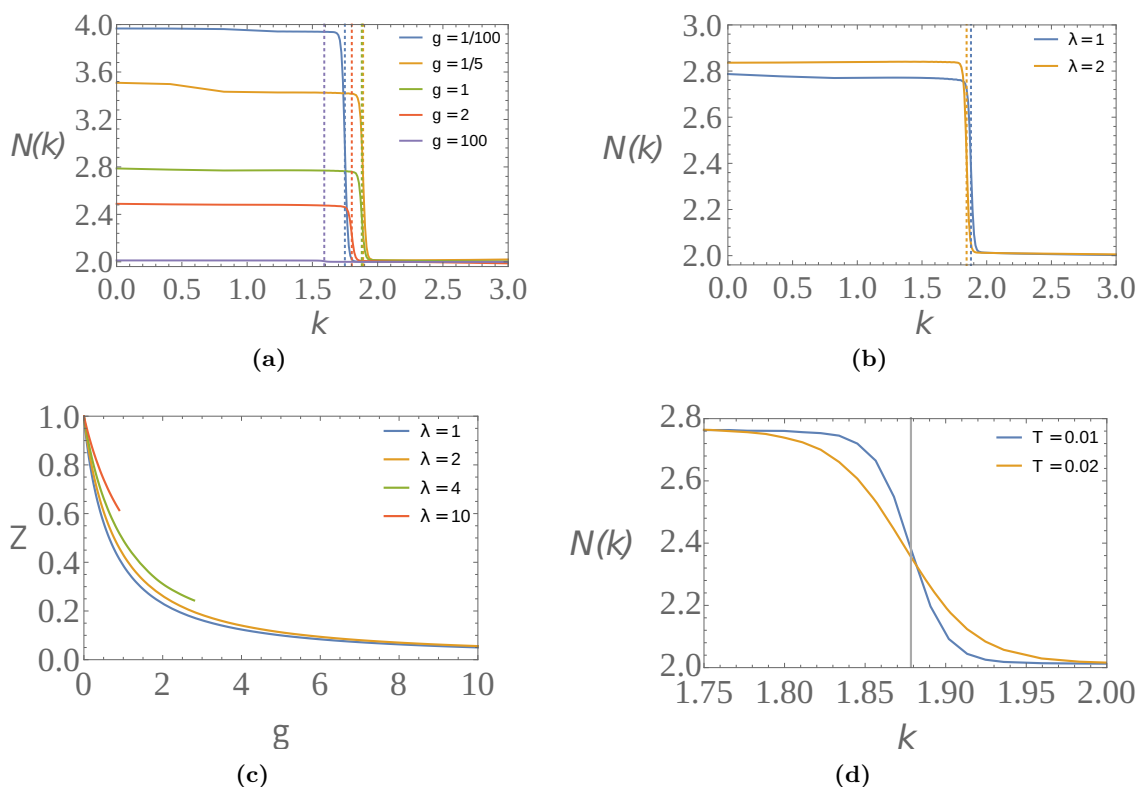 4.0
3.6
3.2
2.8
2.4
2.0
N(k)
0.0 0.5 1.0 1.5 2.0 2.5 3.0
k
g = 1/100
g = 1/5
g = 1
g = 2
g = 100
(a)
3.0
2.8
2.6
2.4
2.2
2.0
N(k)
0.0 0.5 1.0 1.5 2.0 2.5 3.0
k
λ = 1
λ = 2
(b)
1.0
0.8
0.6
0.4
0.2
0.0
Z
0 2 4 6 8 10
g
λ = 1
λ = 2
λ = 4
λ = 10
(c)
2.8
2.6
2.4
2.2
2.0
N(k)
1.75 1.80 1.85 1.90 1.95 2.00
k
T = 0.01
T = 0.02
(d)